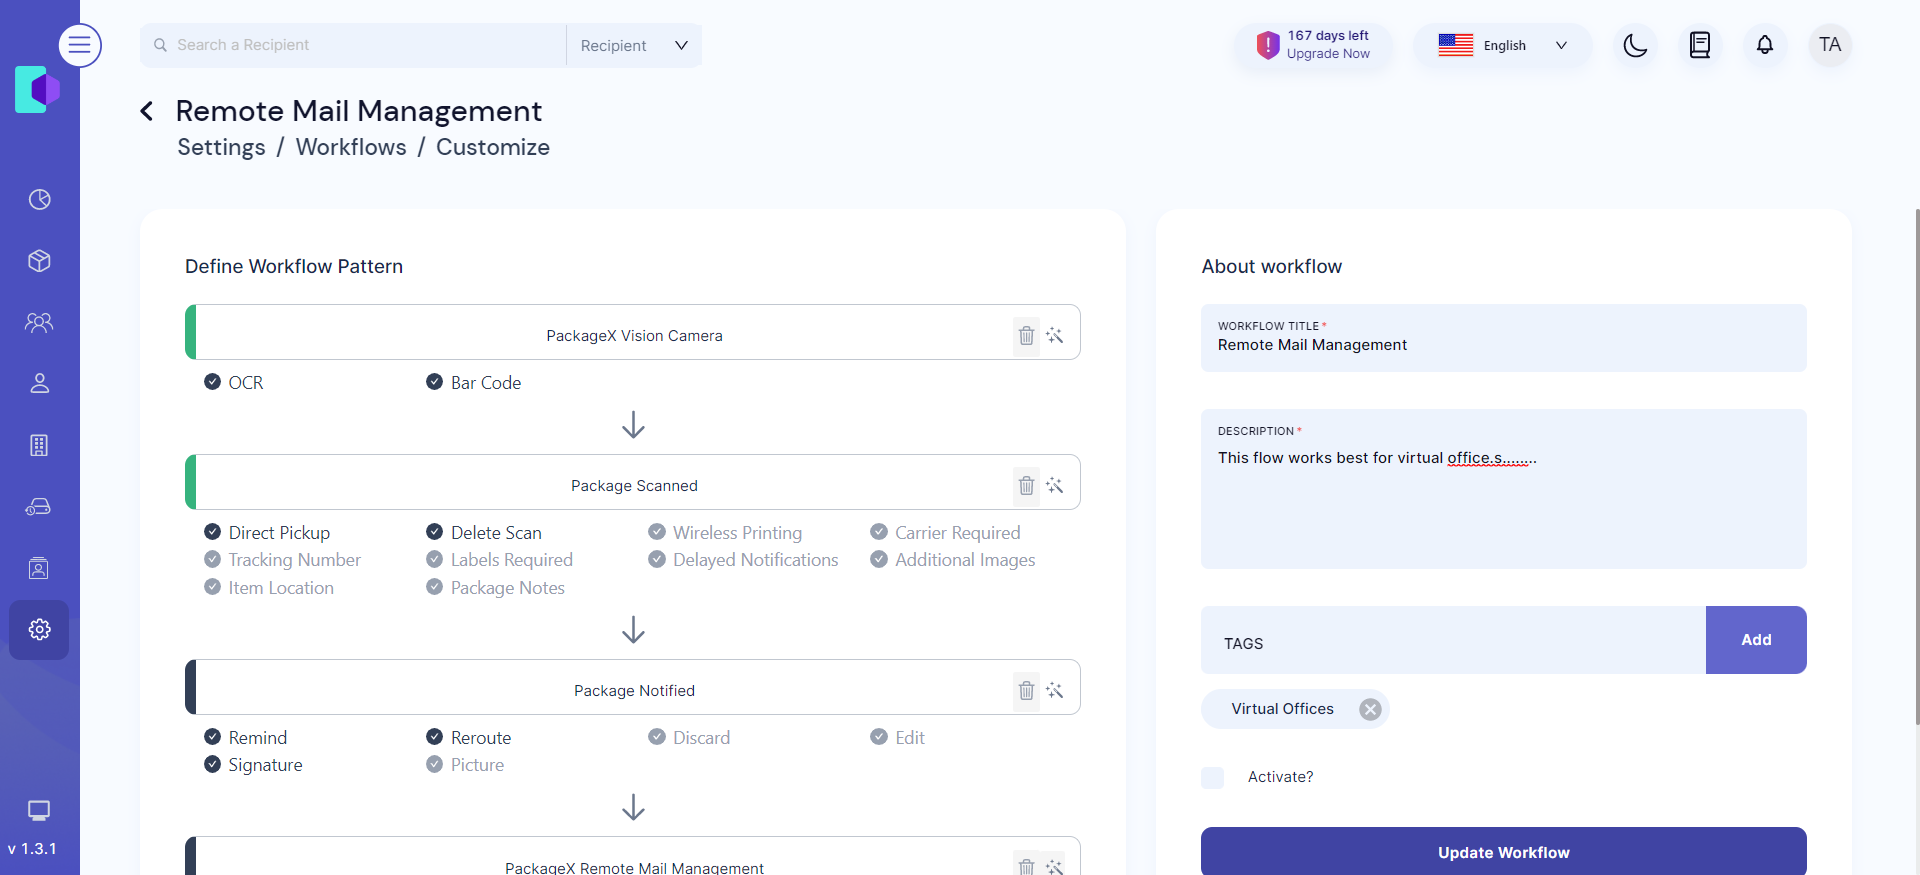 Search a Recipient
Recipient
167 days left
Upgrade Now
English
TA
Remote Mail Management
Settings / Workflows / Customize
Define Workflow Pattern
PackageX Vision Camera
OCR
Bar Code
Package Scanned
Direct Pickup
Delete Scan
Wireless Printing
Carrier Required
Tracking Number
Labels Required
Delayed Notifications
Additional Images
Item Location
Package Notes
Package Notified
Remind
Reroute
Discard
Edit
Signature
Picture
PackageX Remote Mail Management
About workflow
WORKFLOW TITLE *
Remote Mail Management
DESCRIPTION *
This flow works best for virtual office.s........
TAGS
Add
Virtual Offices
Activate?
Update Workflow
v 1.3.1